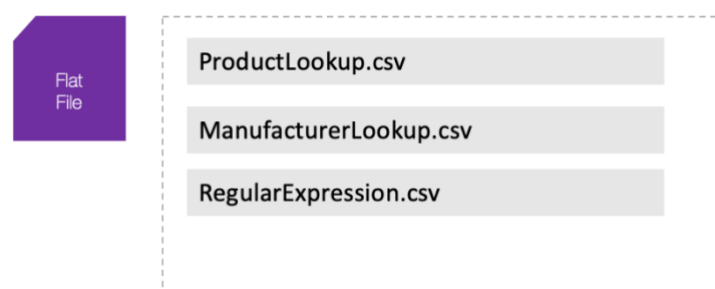 Flat
File
ProductLookup.csv
ManufacturerLookup.csv
RegularExpression.csv